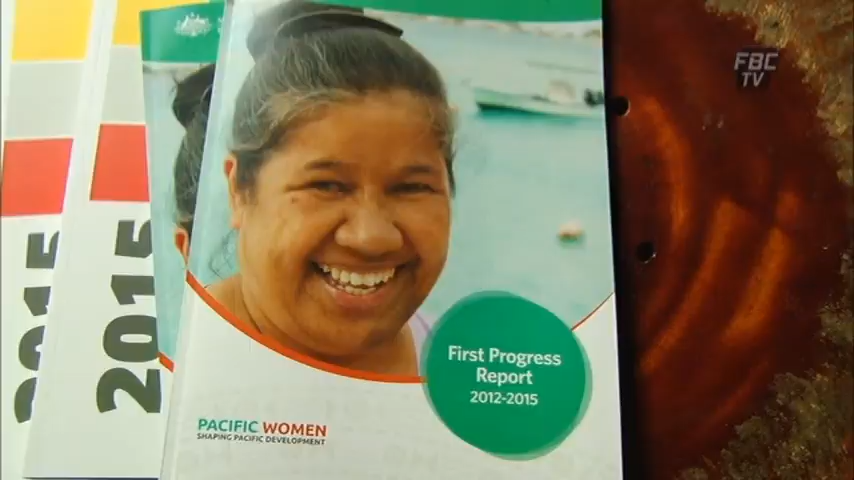 FBC
TV
First Progress
Report
2012-2015
PACIFIC WOMEN
SHAPING PACIFIC DEVELOPMENT
2015
2015